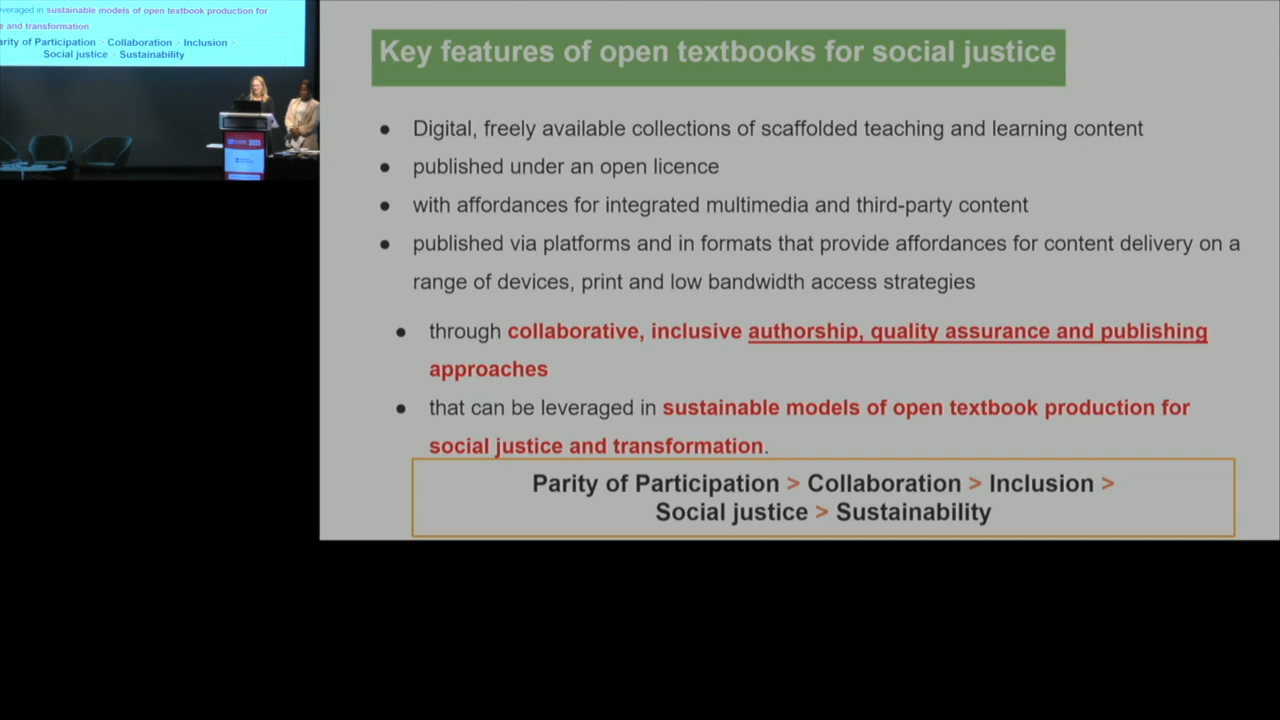 everaged in sustainable models of open textbook production for
e and transformation
arity of Participation > Collaboration > Inclusion >
Social justice > Sustainability
Key features of open textbooks for social justice
● Digital, freely available collections of scaffolded teaching and learning content
● published under an open licence
● with affordances for integrated multimedia and third-party content
● published via platforms and in formats that provide affordances for content delivery on a
range of devices, print and low bandwidth access strategies
● through collaborative, inclusive authorship, quality assurance and publishing
approaches
● that can be leveraged in sustainable models of open textbook production for
social justice and transformation.
Parity of Participation > Collaboration > Inclusion >
Social justice > Sustainability